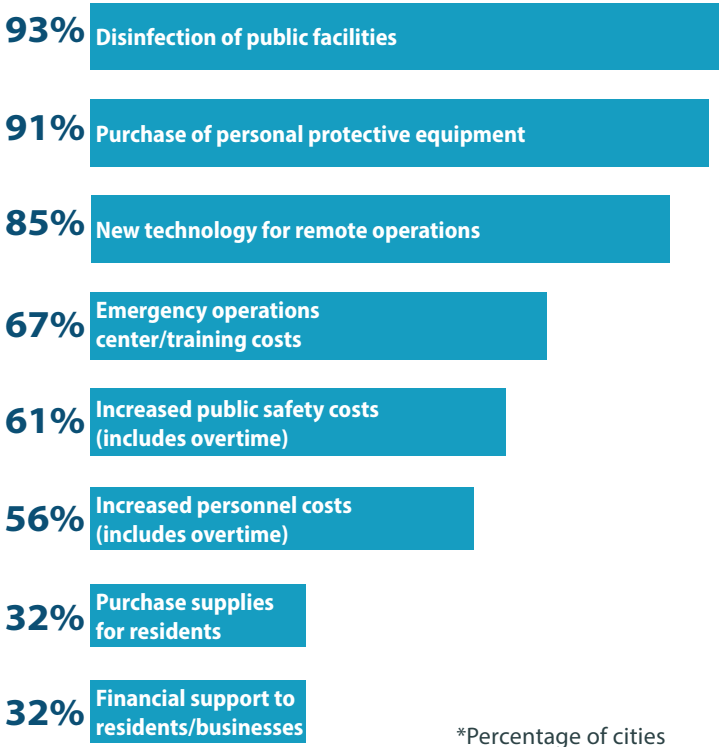 93% Disinfection of public facilities
91% Purchase of personal protective equipment
85% New technology for remote operations
67% Emergency operations
center/training costs
61% Increased public safety costs
(includes overtime)
56% Increased personnel costs
(includes overtime)
32% Purchase supplies
for residents
32% Financial support to
residents/businesses
*Percentage of cities